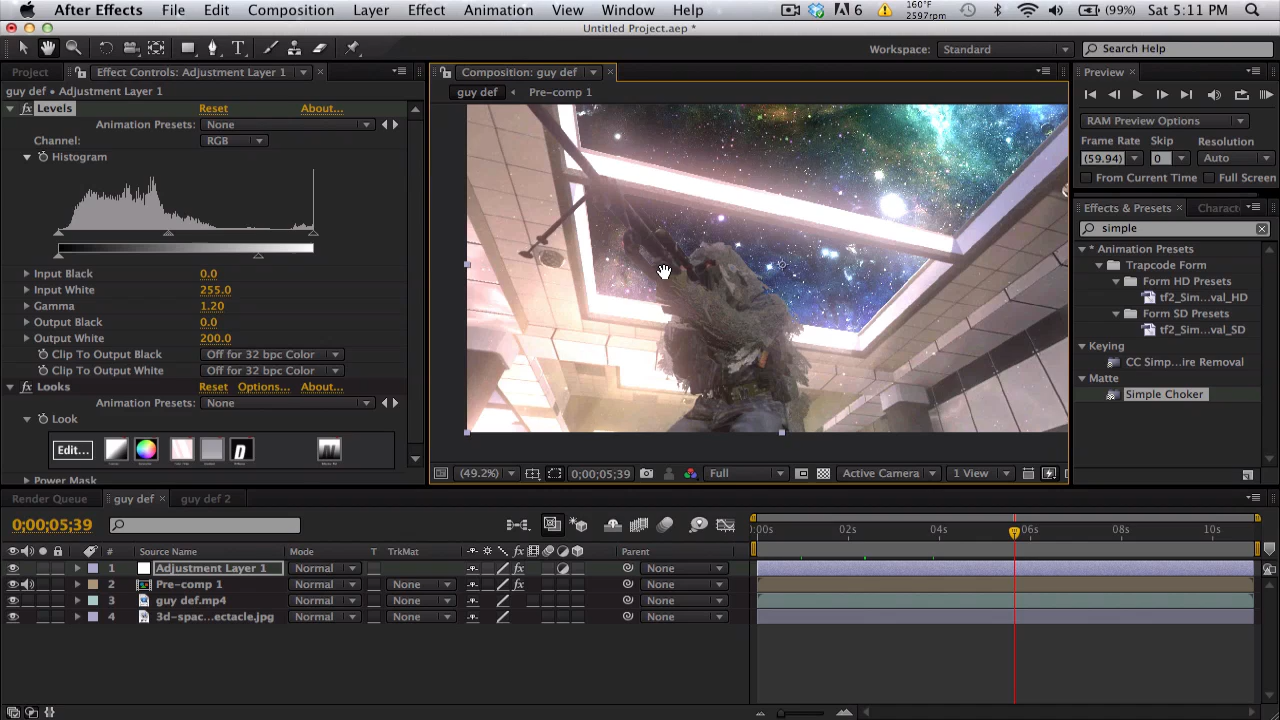 After Effects File Edit Composition Layer Effect Animation View Window Help 6 160°F 2597rpm (99%) Sat 5:11 PM
Untitled Project.aep *
Workspace: Standard Search Help
Project Effect Controls: Adjustment Layer 1 Composition: guy def Preview
guy def • Adjustment Layer 1 guy def Pre-comp 1
fx Levels Reset About...
Animation Presets: None
Channel: RGB
Histogram
Input Black 0.0
Input White 255.0
Gamma 1.20
Output Black 0.0
Output White 200.0
Clip To Output Black Off for 32 bpc Color
Clip To Output White Off for 32 bpc Color
fx Looks Reset Options... About...
Animation Presets: None
Look
Edit...
Power Mask
(49.2%) 0;00;05;39 Full Active Camera 1 View
RAM Preview Options
Frame Rate Skip Resolution
(59.94) 0 Auto
From Current Time Full Screen
Effects & Presets Charact
simple
* Animation Presets
Trapcode Form
Form HD Presets
tf2_Sim...val_HD
Form SD Presets
tf2_Sim...val_SD
Keying
CC Simp...ire Removal
Matte
Simple Choker
Render Queue guy def guy def 2
0;00;05;39
:00s 02s 04s 06s 08s 10s
# Source Name Mode T TrkMat fx Parent
1 Adjustment Layer 1 Normal fx None
2 Pre-comp 1 Normal None fx None
3 guy def.mp4 Normal None None
4 3d-spac...ectacle.jpg Normal None None